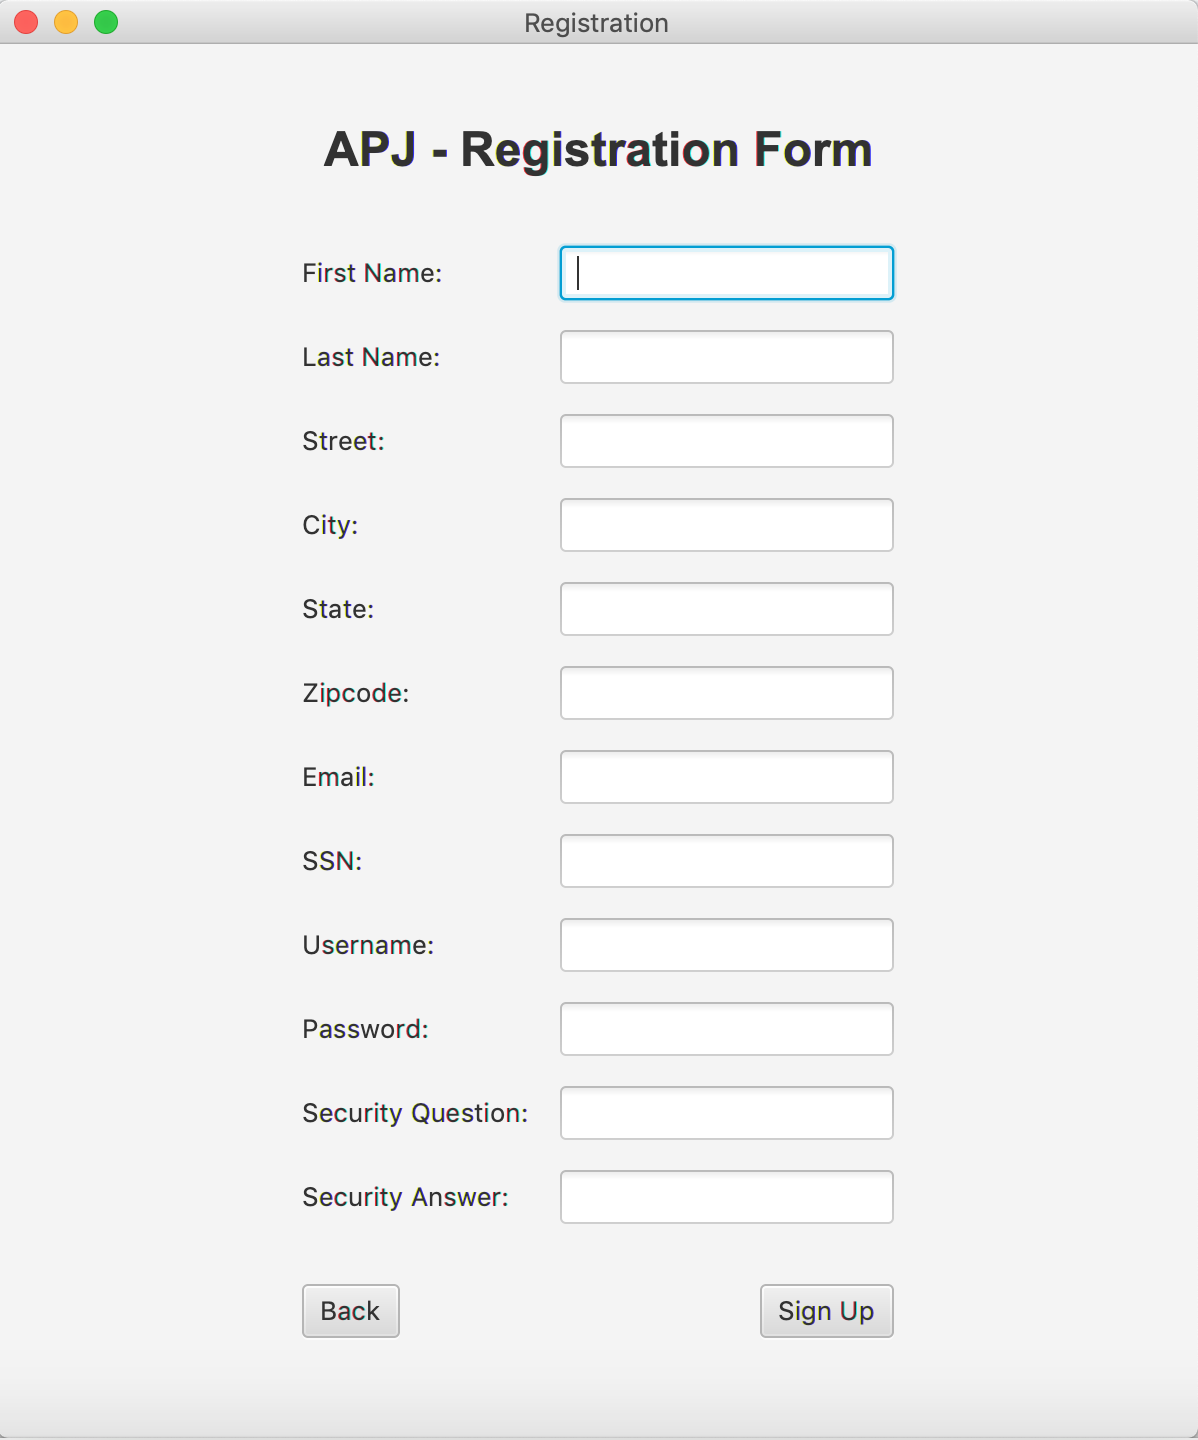 Registration
APJ - Registration Form
First Name:
Last Name:
Street:
City:
State:
Zipcode:
Email:
SSN:
Username:
Password:
Security Question:
Security Answer:
Back Sign Up